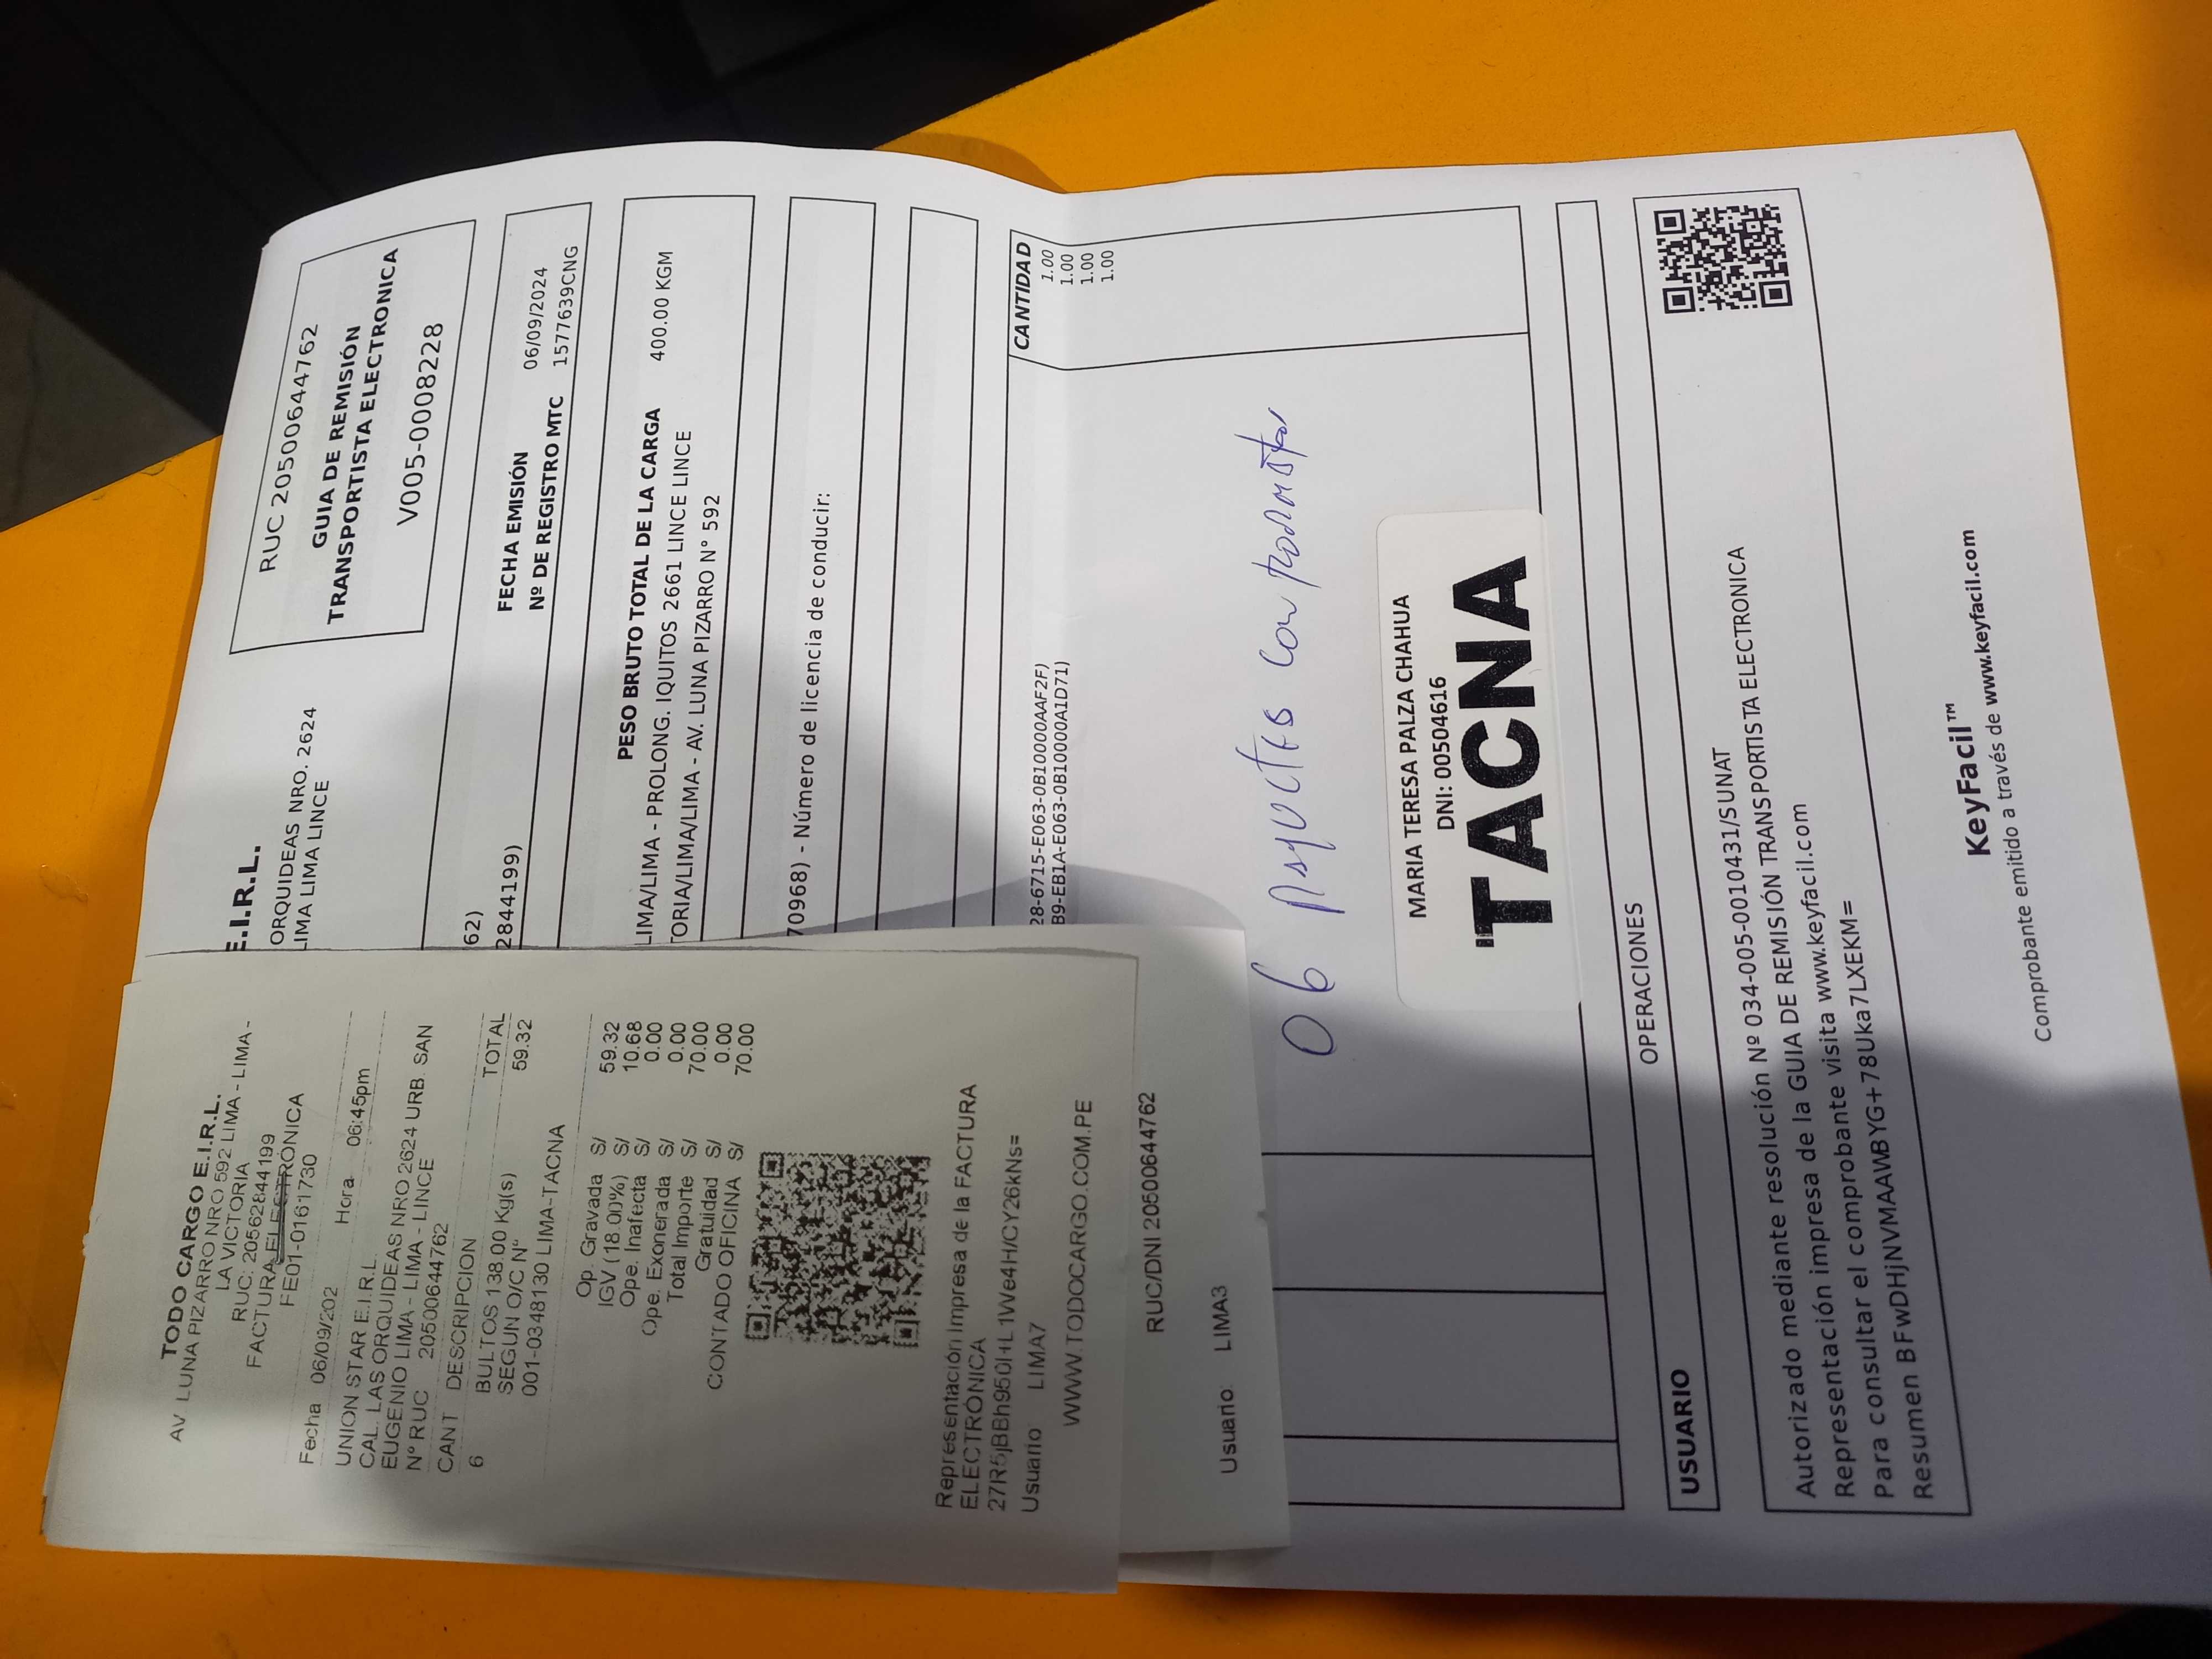 TODO CARGO E.I.R.L.
AV LUNA PIZARRO NRO 592 LIMA - LIMA -
LA VICTORIA
RUC: 20562844199
FACTURA ELECTRÓNICA
FE01-0161730
Fecha 06/09/202 Hora 06:45pm
UNION STAR E.I.R.L
CAL. LAS ORQUIDEAS NRO 2624 URB. SAN
EUGENIO LIMA - LIMA - LINCE
Nº RUC 20500644762
CANT DESCRIPCION TOTAL
6 BULTOS 138.00 Kg(s) 59.32
SEGUN O/C N°
001-0348130 LIMA-TACNA
Op. Gravada S/ 59.32
IGV (18.00%) S/ 10.68
Ope. Inafecta S/ 0.00
Ope. Exonerada S/ 0.00
Total Importe S/ 70.00
Gratuidad S/ 0.00
CONTADO OFICINA S/ 70.00
Representación Impresa de la FACTURA
ELECTRÓNICA
Usuario LIMA7
WWW.TODOCARGO.COM.PE
RUC/DNI 20500644762
Usuario: LIMA3
E.I.R.L.
ORQUIDEAS NRO. 2624
LIMA LIMA LINCE
RUC 20500644762
GUIA DE REMISIÓN
TRANSPORTISTA ELECTRONICA
V005-0008228
62)
2844199)
FECHA EMISIÓN 06/09/2024
Nº DE REGISTRO MTC 1577639CNG
PESO BRUTO TOTAL DE LA CARGA 400.00 KGM
LIMA/LIMA - PROLONG. IQUITOS 2661 LINCE LINCE
TORIA/LIMA/LIMA - AV. LUNA PIZARRO N° 592
70968) - Número de licencia de conducir:
CANTIDAD
28-6715-E063-0B10000AAF2F) 1.00
B9-EB1A-E063-0B10000A1D71) 1.00
1.00
1.00
06 paquetes con
MARIA TERESA PALZA CHAHUA
DNI: 00504616
TACNA
OPERACIONES
USUARIO
Autorizado mediante resolución Nº 034-005-0010431/SUNAT
Representación impresa de la GUIA DE REMISIÓN TRANSPORTISTA ELECTRONICA
Para consultar el comprobante visita www.keyfacil.com
Resumen BFwDHjNVMAAWBYG+78Uka7LXEKM=
KeyFacil™
Comprobante emitido a través de www.keyfacil.com